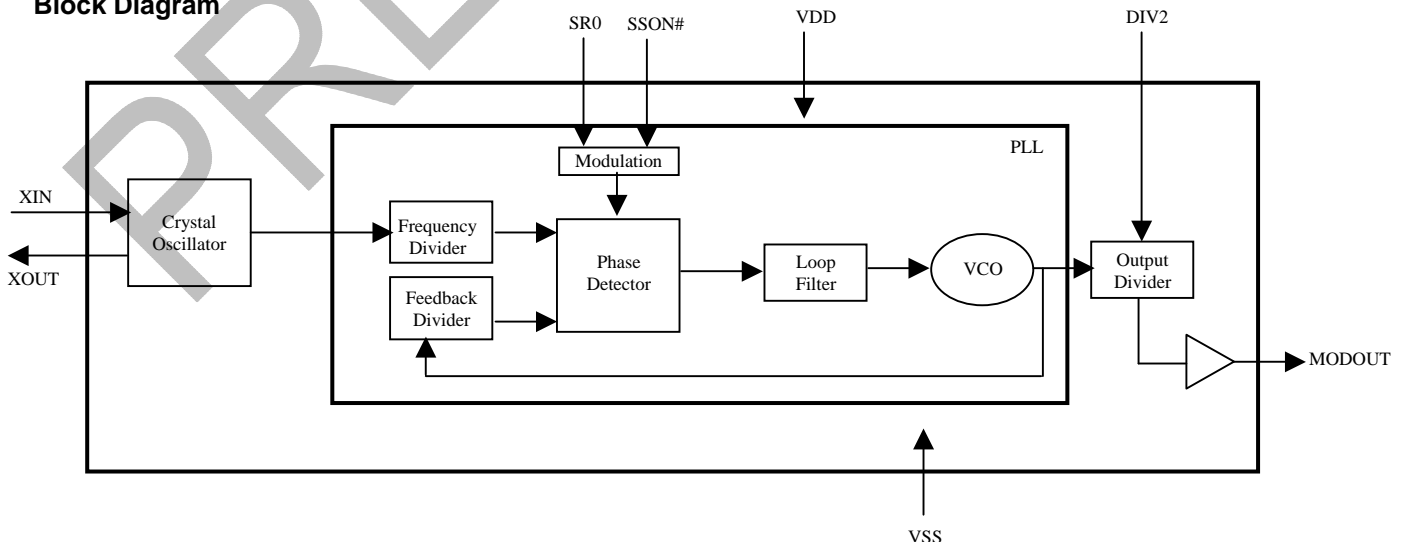 Block Diagram
SR0 SSON# VDD DIV2
PLL
Modulation
XIN
XOUT
Crystal
Oscillator
Frequency
Divider
Feedback
Divider
Phase
Detector
Loop
Filter
VCO
Output
Divider
MODOUT
VSS